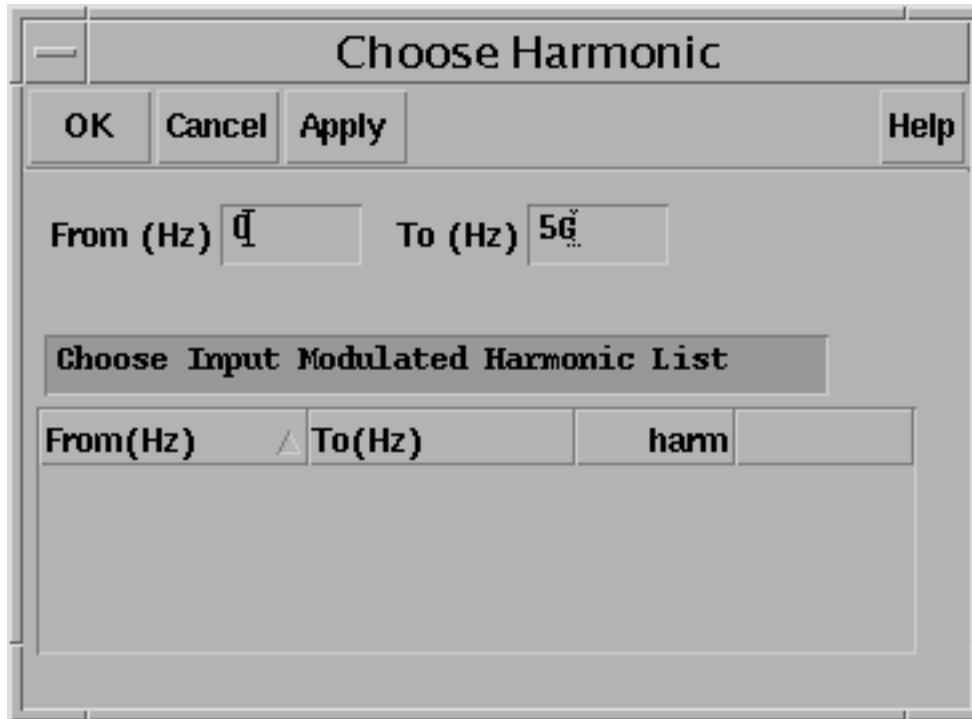 Choose Harmonic
OK Cancel Apply Help
From (Hz) 0 To (Hz) 5G
Choose Input Modulated Harmonic List
From(Hz) To(Hz) harm